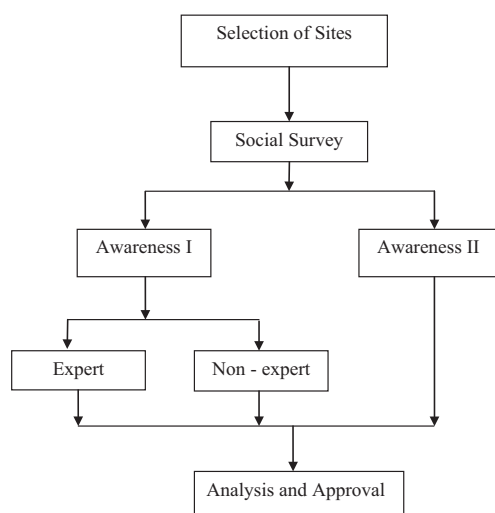 Selection of Sites
Social Survey
Awareness I
Awareness II
Expert
Non - expert
Analysis and Approval